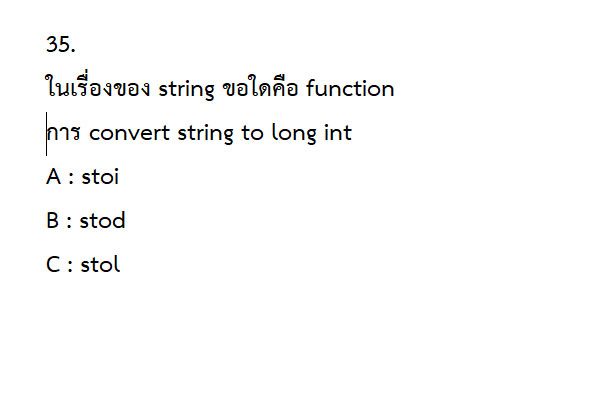 35.
ในเรื่องของ string ขอใดคือ function
การ convert string to long int
A : stoi
B : stod
C : stol